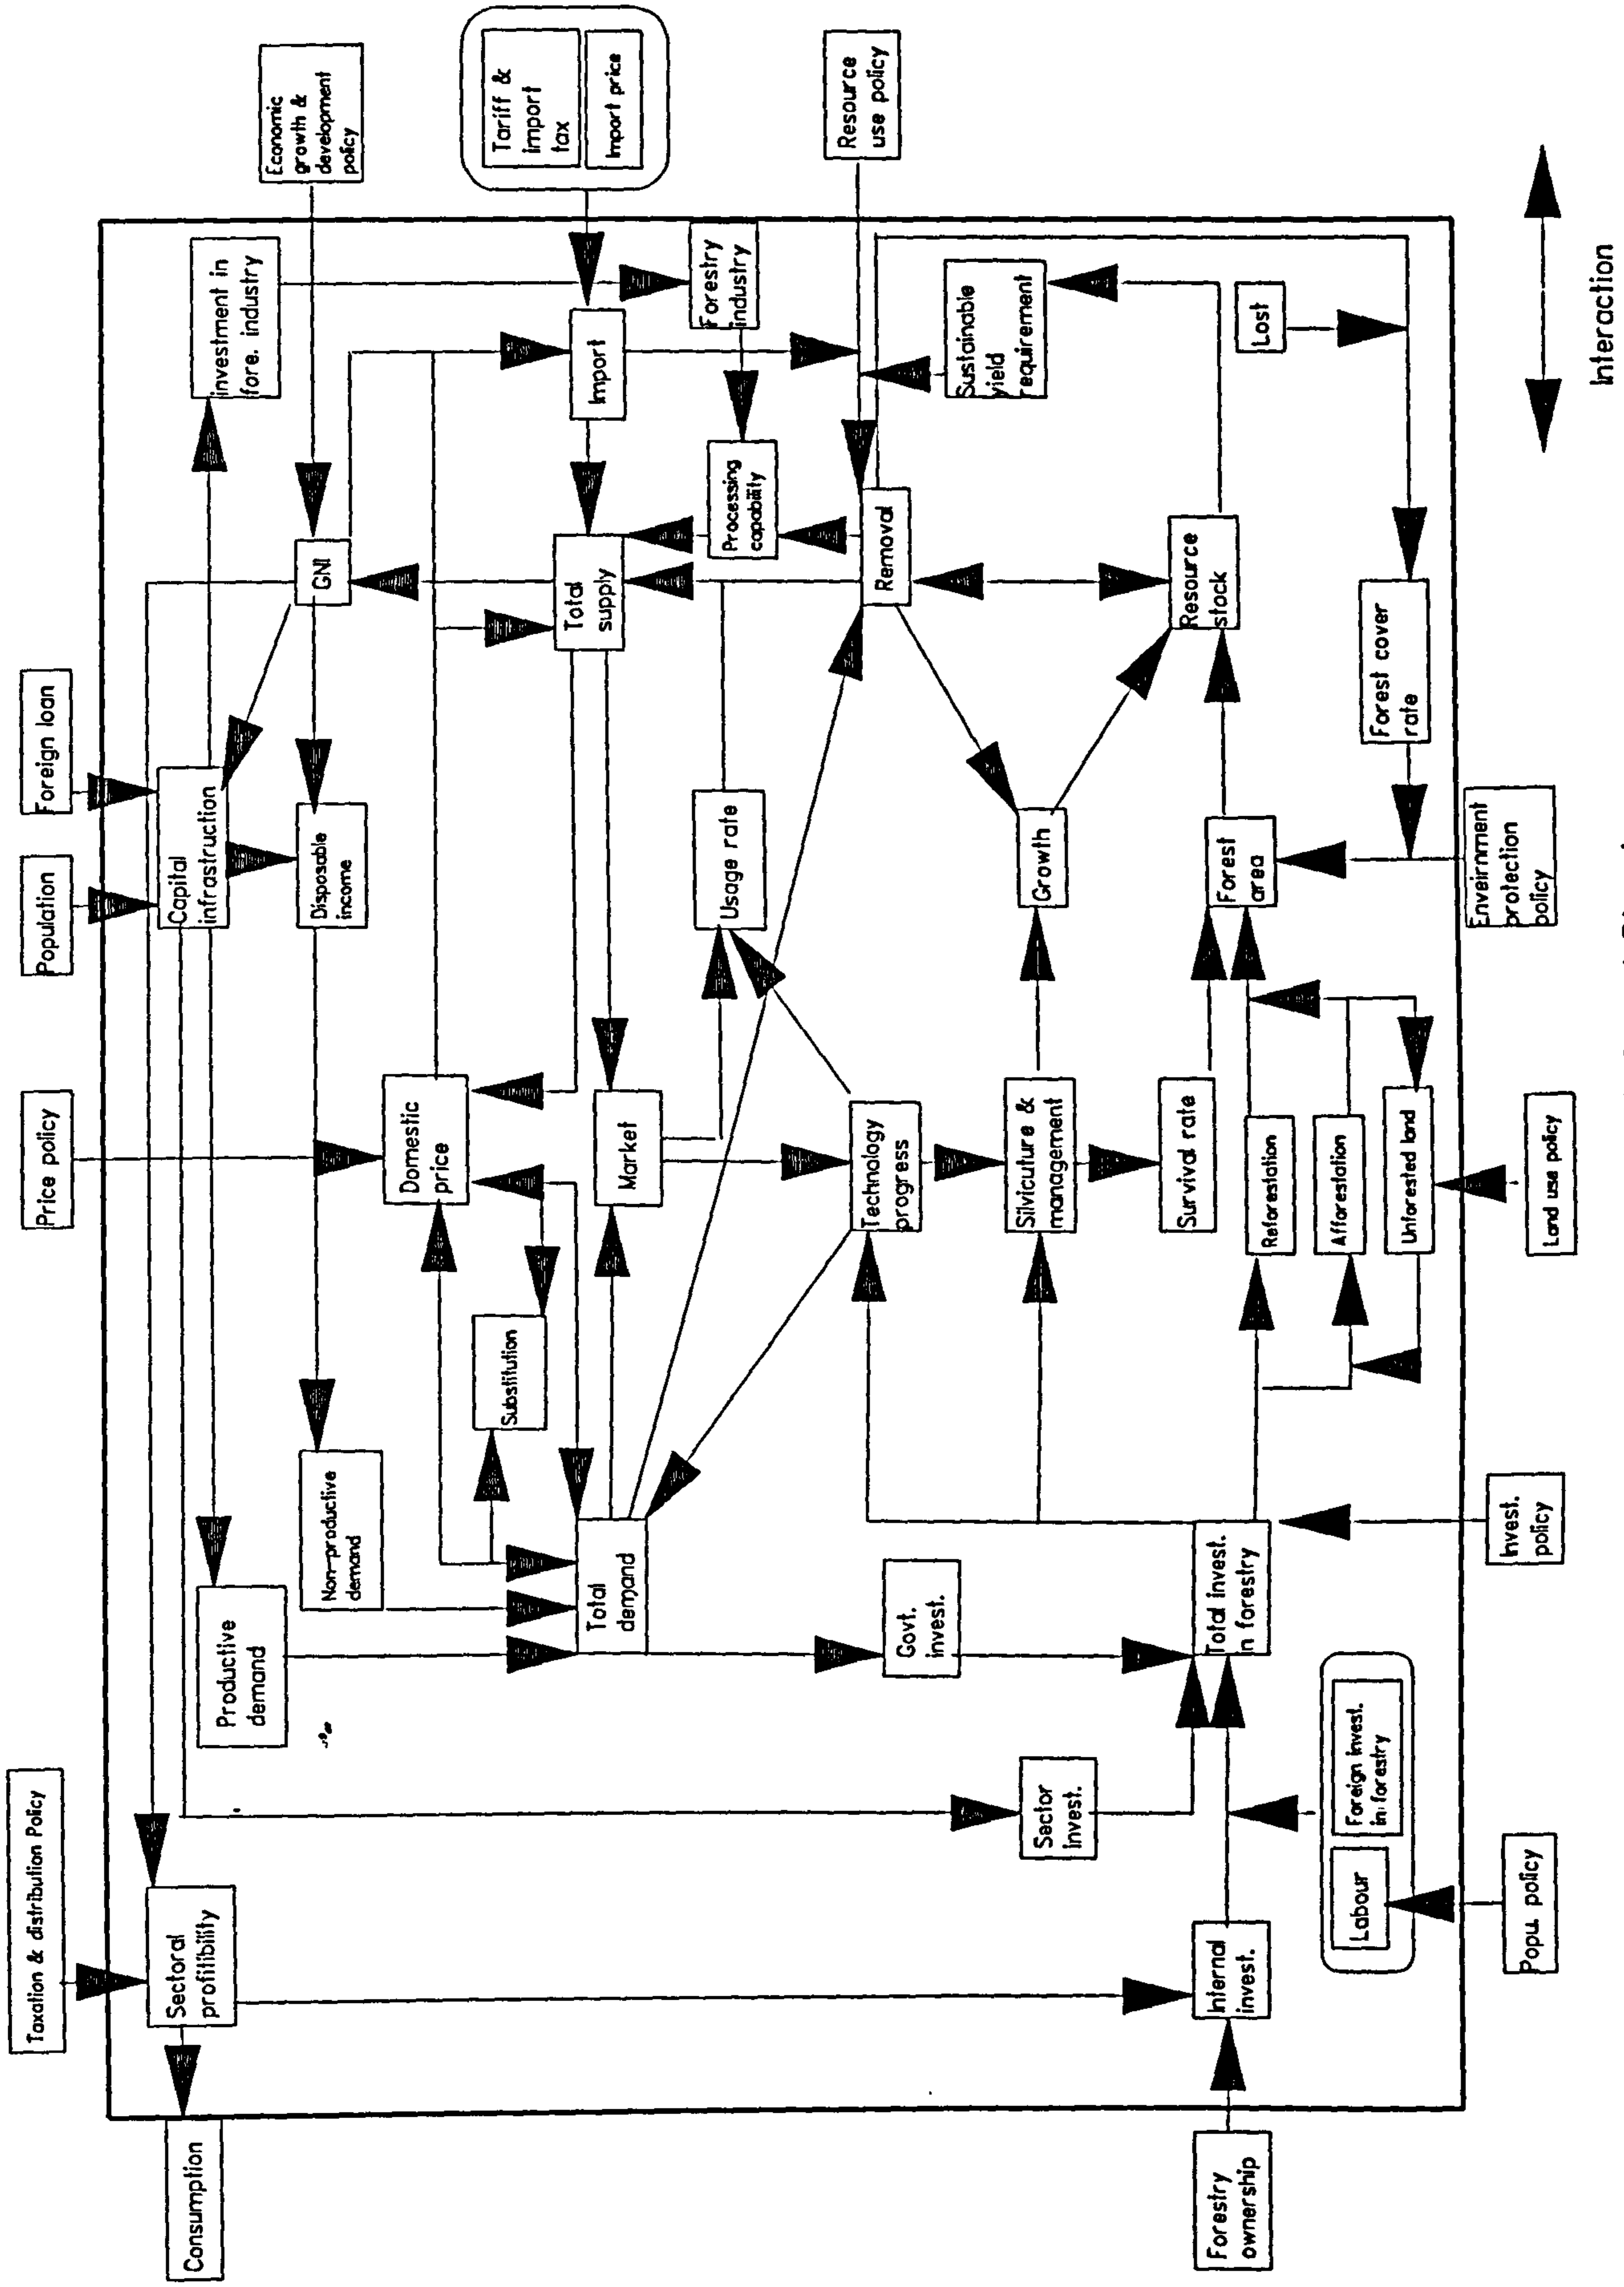 Taxation & distribution Policy
Price policy
Population
Foreign loan
Consumption
Sectoral
profitibility
Capital
infrastruction
investment in
fore. industry
Economic
growth &
development
policy
Productive
demand
Non-productive
demand
Disposable
income
GNI
Domestic
price
Substitution
Tariff &
import
tax
Import price
Total
demand
Market
Total
supply
Import
Forestry
industry
Usage rate
Processing
capability
Resource
use policy
Govt.
invest.
Technology
progress
Removal
Sustainable
yield
requirement
Sector
invest.
Silvicuture &
management
Growth
Survival rate
Resource
stock
Lost
Forestry
ownership
Internal
invest.
Total invest.
in forestry
Reforestation
Forest
area
Afforestation
Unforested land
Forest cover
rate
Labour
Foreign invest.
in forestry
Popu. policy
Invest.
policy
Land use policy
Enveirnment
protection
policy
Interaction